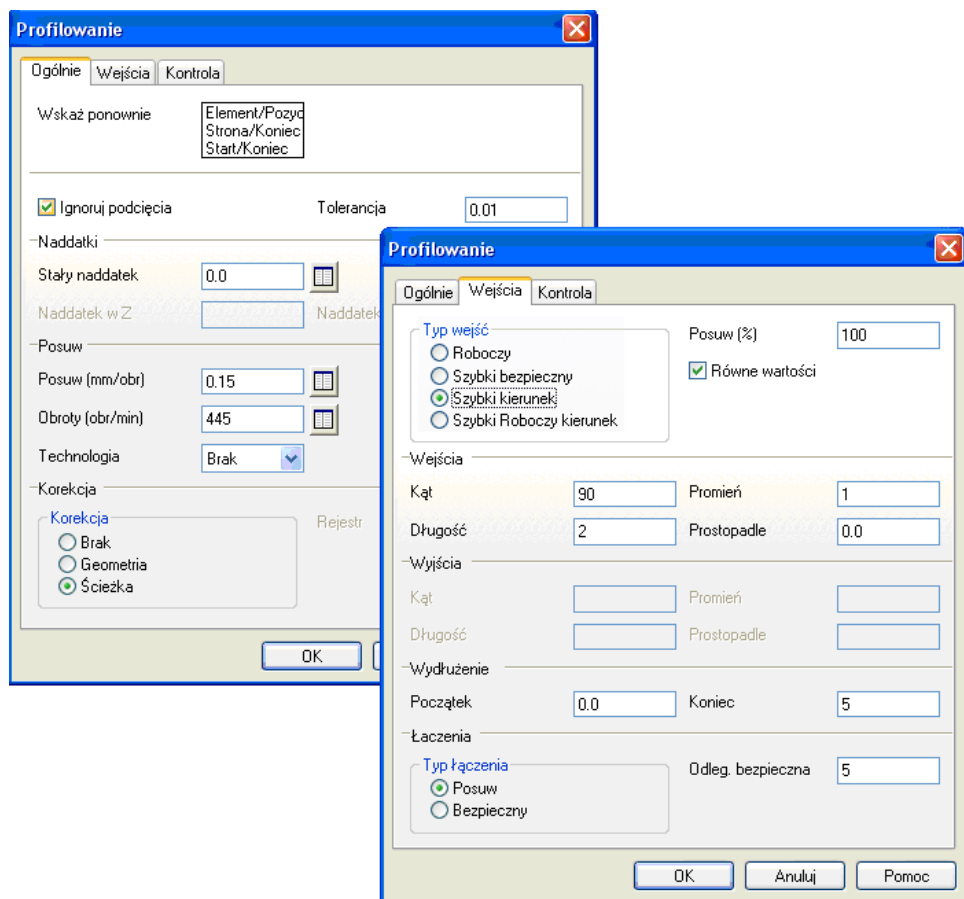 Profilowanie
Ogólnie Wejścia Kontrola
Wskaż ponownie
Element/Pozyc
Strona/Koniec
Start/Koniec
Ignoruj podcięcia Tolerancja 0.01
Naddatki
Stały naddatek 0.0
Naddatek w Z Naddatek
Posuw
Posuw (mm/obr) 0.15
Obroty (obr/min) 445
Technologia Brak
Korekcja
Korekcja Rejestr
Brak
Geometria
Ścieżka
OK
Profilowanie
Ogólnie Wejścia Kontrola
Typ wejść Posuw (%) 100
Roboczy
Szybki bezpieczny Równe wartości
Szybki kierunek
Szybki Roboczy kierunek
Wejścia
Kąt 90 Promień 1
Długość 2 Prostopadle 0.0
Wyjścia
Kąt Promień
Długość Prostopadle
Wydłużenie
Początek 0.0 Koniec 5
Łaczenia
Typ łączenia Odleg. bezpieczna 5
Posuw
Bezpieczny
OK Anuluj Pomoc